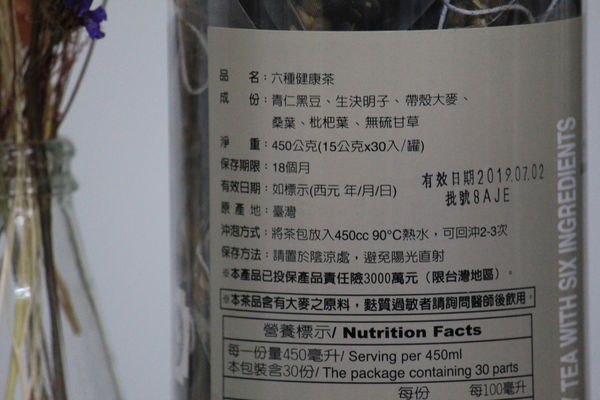 品　名：六種健康茶
成　份：青仁黑豆、生決明子、帶殼大麥、
桑葉、枇杷葉、無硫甘草
淨　重：450公克(15公克x30入/罐)
保存期限：18個月
有效日期：如標示(西元 年/月/日)
有效日期2019.07.02
批號8AJE
原 產 地：臺灣
沖泡方式：將茶包放入450cc 90°C熱水，可回沖2-3次
保存方法：請置於陰涼處，避免陽光直射
※本產品已投保產品責任險3000萬元（限台灣地區）。
※本茶品含有大麥之原料，麩質過敏者請詢問醫師後飲用。
營養標示/ Nutrition Facts
每一份量450毫升/ Serving per 450ml
本包裝含30份/ The package containing 30 parts
每份 每100毫升
TEA WITH SIX INGREDIENTS